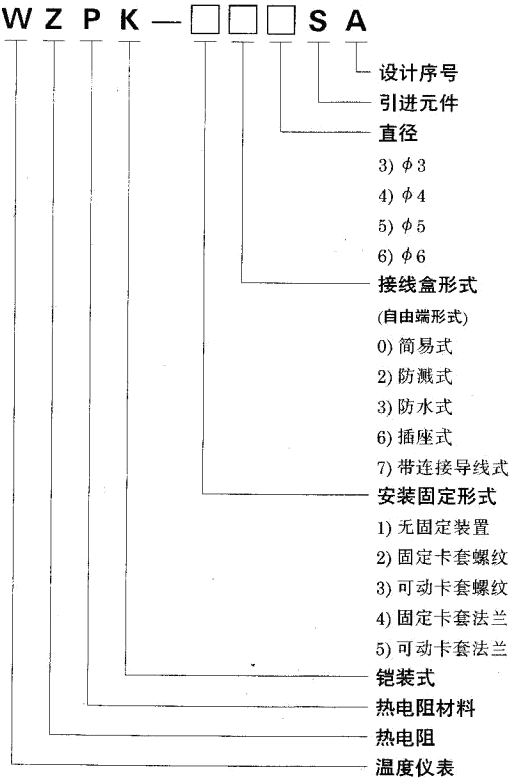 WZPK—□□□SA
设计序号
引进元件
直径
3) φ3
4) φ4
5) φ5
6) φ6
接线盒形式
(自由端形式)
0) 简易式
2) 防溅式
3) 防水式
6) 插座式
7) 带连接导线式
安装固定形式
1) 无固定装置
2) 固定卡套螺纹
3) 可动卡套螺纹
4) 固定卡套法兰
5) 可动卡套法兰
铠装式
热电阻材料
热电阻
温度仪表